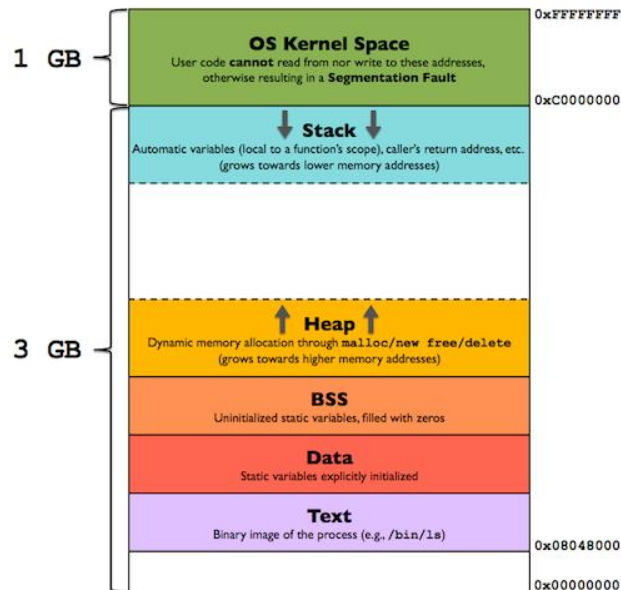 0xFFFFFFFF
OS Kernel Space
1 GB
User code cannot read from nor write to these addresses,
otherwise resulting in a Segmentation Fault
0xC0000000
Stack
Automatic variables (local to a function's scope), caller's return address, etc.
(grows towards lower memory addresses)
Heap
3 GB
Dynamic memory allocation through malloc/new free/delete
(grows towards higher memory addresses)
BSS
Uninitialized static variables, filled with zeros
Data
Static variables explicitly initialized
Text
Binary image of the process (e.g., /bin/ls)
0x08048000
0x00000000